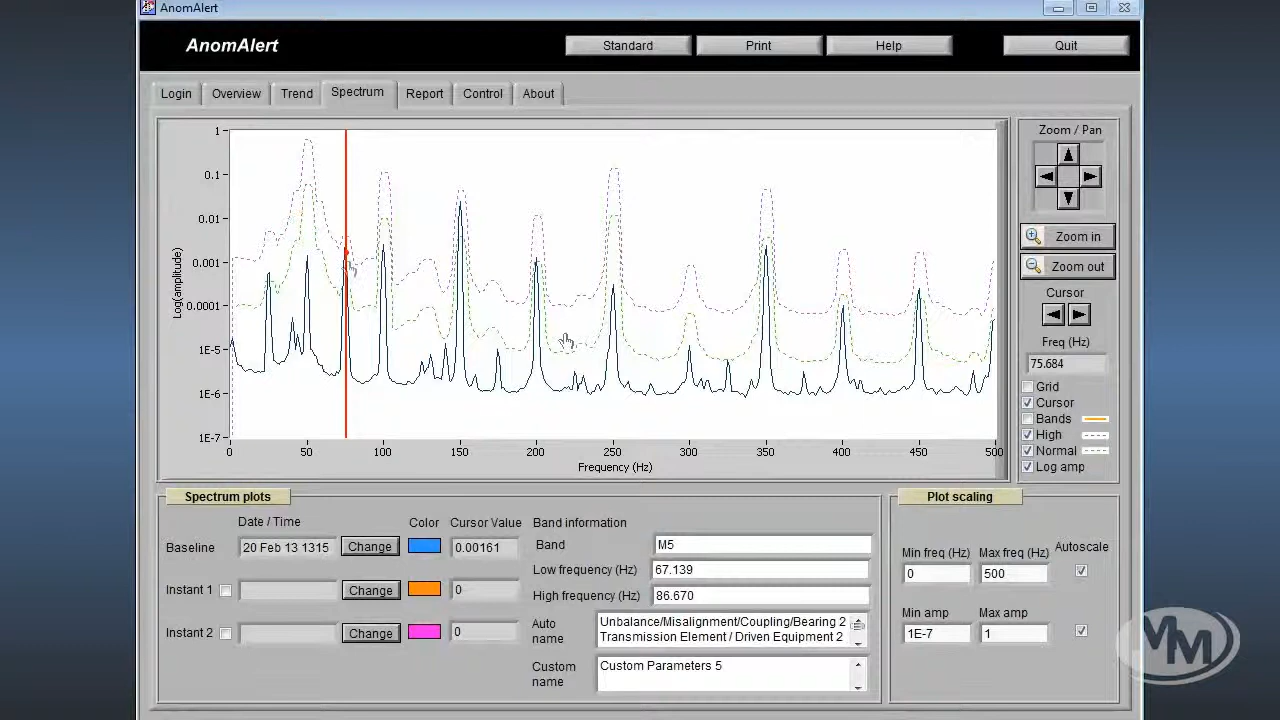 AnomAlert
AnomAlert
Standard
Print
Help
Quit
Login
Overview
Trend
Spectrum
Report
Control
About
Zoom / Pan
Zoom in
Zoom out
Cursor
Freq (Hz)
75.684
Grid
Cursor
Bands
High
Normal
Log amp
Log(amplitude)
1
0.1
0.01
0.001
0.0001
1E-5
1E-6
1E-7
0
50
100
150
200
250
300
350
400
450
500
Frequency (Hz)
Spectrum plots
Date / Time
Color
Cursor Value
Baseline
20 Feb 13 1315
Change
0.00161
Instant 1
Change
0
Instant 2
Change
0
Band information
Band
M5
Low frequency (Hz)
67.139
High frequency (Hz)
86.670
Auto
name
Unbalance/Misalignment/Coupling/Bearing 2
Transmission Element / Driven Equipment 2
Custom
name
Custom Parameters 5
Plot scaling
Min freq (Hz)
Max freq (Hz)
Autoscale
0
500
Min amp
Max amp
1E-7
1
MM